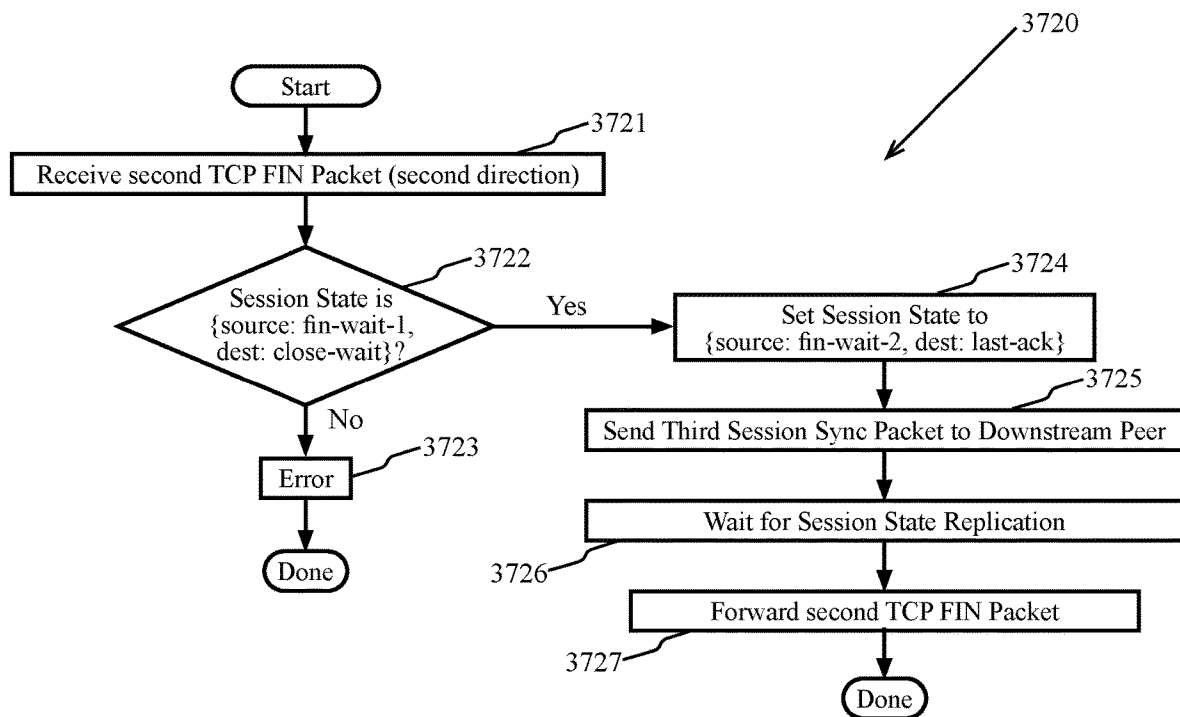 3720
Start
3721
Receive second TCP FIN Packet (second direction)
3722
Session State is
{source: fin-wait-1,
dest: close-wait}?
Yes
No
3723
Error
Done
3724
Set Session State to
{source: fin-wait-2, dest: last-ack}
3725
Send Third Session Sync Packet to Downstream Peer
Wait for Session State Replication
3726
Forward second TCP FIN Packet
3727
Done